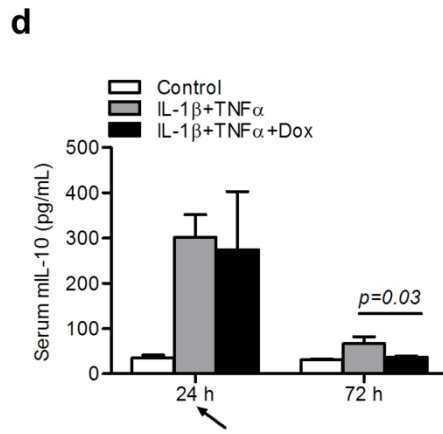 d
Control
IL-1β+TNFα
IL-1β+TNFα+Dox
Serum mIL-10 (pg/mL)
500
400
300
200
100
0
p=0.03
24 h
72 h